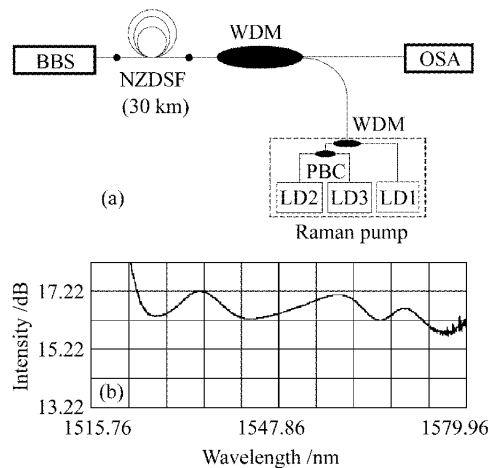 WDM
BBS
OSA
NZDSF
(30 km)
WDM
PBC
LD2
LD3
LD1
(a)
Raman pump
Intensity /dB
17.22
15.22
13.22
(b)
1515.76
1547.86
1579.96
Wavelength /nm